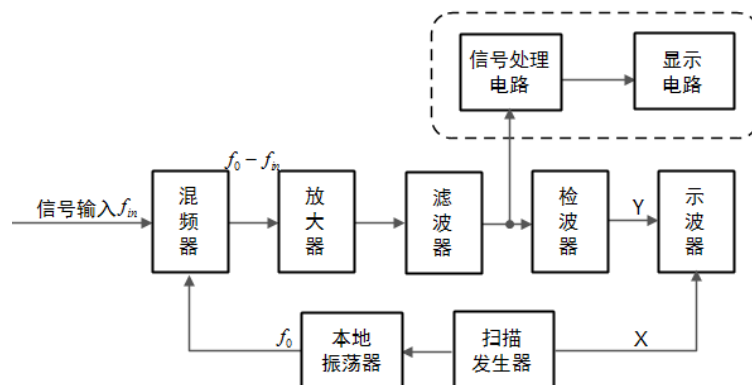 信号处理
电路
显示
电路
f₀ − fᵢₙ
信号输入fᵢₙ
混
频
器
放
大
器
滤
波
器
检
波
器
Y
示
波
器
f₀
本地
振荡器
扫描
发生器
X